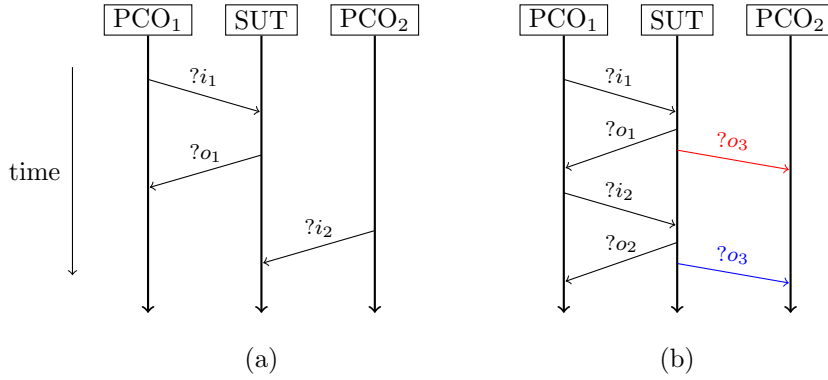 PCO₁ SUT PCO₂
?i₁
?o₁
time
?i₂
(a)
PCO₁ SUT PCO₂
?i₁
?o₁
?o₃
?i₂
?o₂
?o₃
(b)